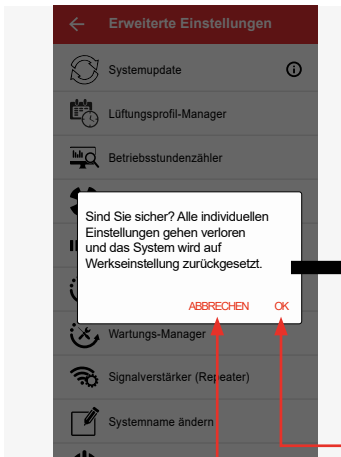 Erweiterte Einstellungen
Systemupdate
Lüftungsprofil-Manager
Betriebsstundenzähler
Sind Sie sicher? Alle individuellen
Einstellungen gehen verloren
und das System wird auf
Werkseinstellung zurückgesetzt.
ABBRECHEN OK
Wartungs-Manager
Signalverstärker (Repeater)
Systemname ändern